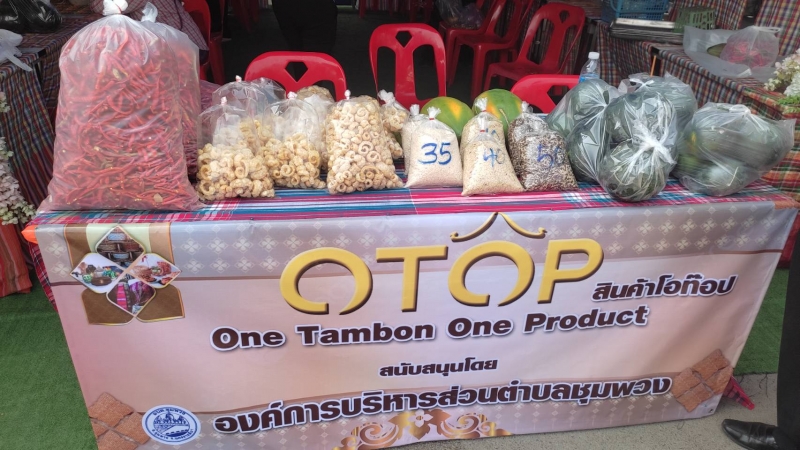 35
40
50
OTOP
สินค้าโอท๊อป
One Tambon One Product
สนับสนุนโดย
องค์การบริหารส่วนตำบลชุมพวง